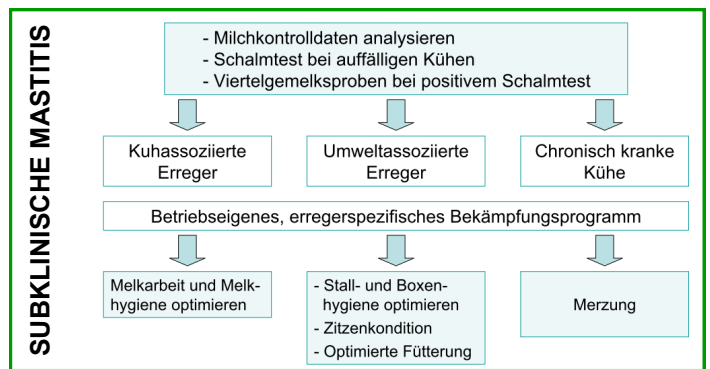 SUBKLINISCHE MASTITIS
- Milchkontrolldaten analysieren
- Schalmtest bei auffälligen Kühen
- Viertelgemelksproben bei positivem Schalmtest
Kuhassoziierte
Erreger
Umweltassoziierte
Erreger
Chronisch kranke
Kühe
Betriebseigenes, erregerspezifisches Bekämpfungsprogramm
Melkarbeit und Melk-
hygiene optimieren
- Stall- und Boxen-
hygiene optimieren
- Zitzenkondition
- Optimierte Fütterung
Merzung